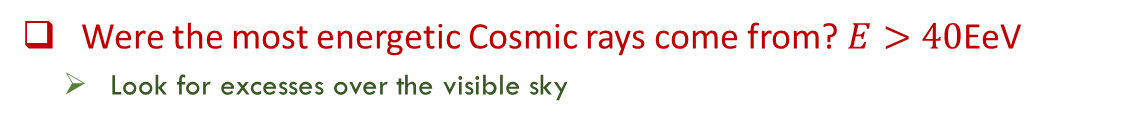 Were the most energetic Cosmic rays come from? E > 40EeV
Look for excesses over the visible sky